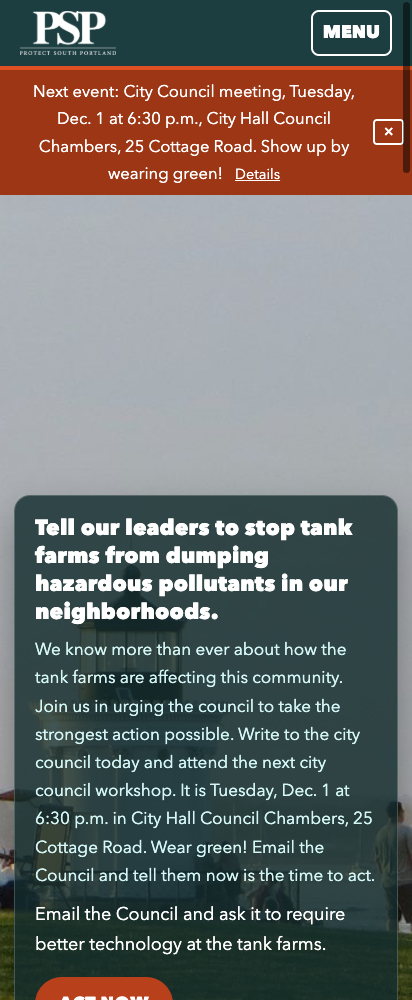 PSP
PROTECT SOUTH PORTLAND
MENU
Next event: City Council meeting, Tuesday,
Dec. 1 at 6:30 p.m., City Hall Council
Chambers, 25 Cottage Road. Show up by
wearing green! Details
×
Tell our leaders to stop tank
farms from dumping
hazardous pollutants in our
neighborhoods.
We know more than ever about how the
tank farms are affecting this community.
Join us in urging the council to take the
strongest action possible. Write to the city
council today and attend the next city
council workshop. It is Tuesday, Dec. 1 at
6:30 p.m. in City Hall Council Chambers, 25
Cottage Road. Wear green! Email the
Council and tell them now is the time to act.
Email the Council and ask it to require
better technology at the tank farms.
ACT NOW